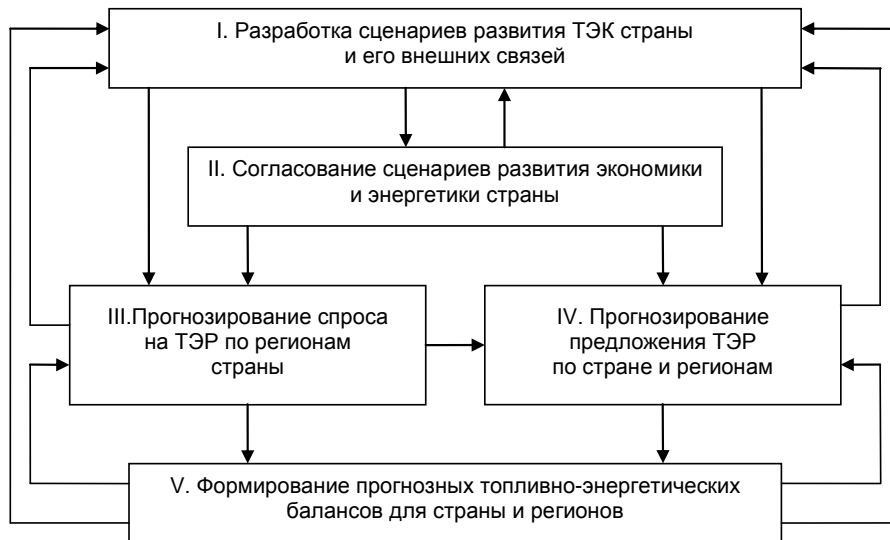 I. Разработка сценариев развития ТЭК страны
и его внешних связей
II. Согласование сценариев развития экономики
и энергетики страны
III.Прогнозирование спроса
на ТЭР по регионам
страны
IV. Прогнозирование
предложения ТЭР
по стране и регионам
V. Формирование прогнозных топливно-энергетических
балансов для страны и регионов